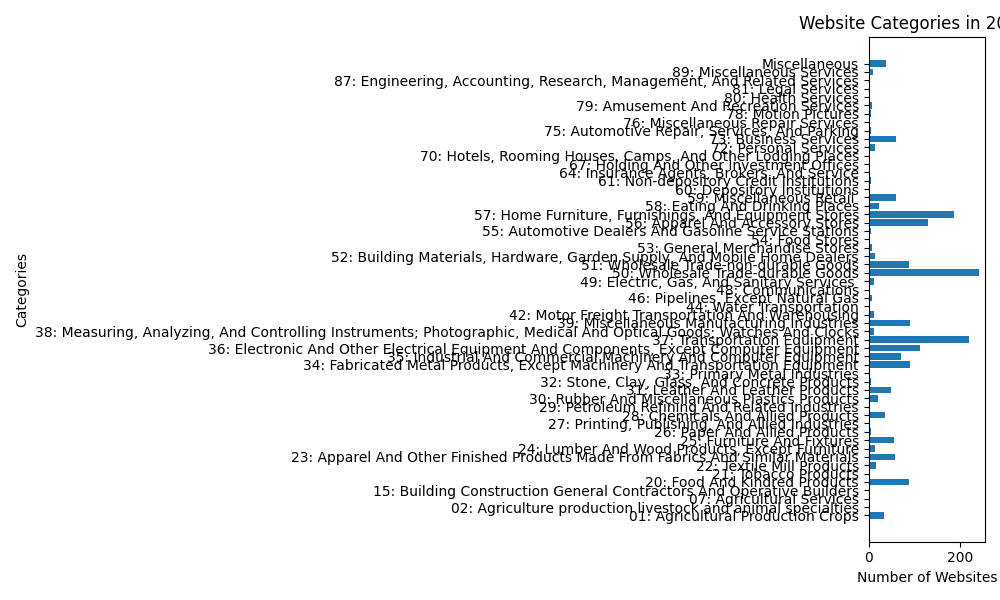 Website Categories in 20
Miscellaneous
89: Miscellaneous Services
87: Engineering, Accounting, Research, Management, And Related Services
81: Legal Services
80: Health Services
79: Amusement And Recreation Services
78: Motion Pictures
76: Miscellaneous Repair Services
75: Automotive Repair, Services, And Parking
73: Business Services
72: Personal Services
70: Hotels, Rooming Houses, Camps, And Other Lodging Places
67: Holding And Other Investment Offices
64: Insurance Agents, Brokers, And Service
61: Non-depository Credit Institutions
60: Depository Institutions
59: Miscellaneous Retail
58: Eating And Drinking Places
57: Home Furniture, Furnishings, And Equipment Stores
56: Apparel And Accessory Stores
55: Automotive Dealers And Gasoline Service Stations
54: Food Stores
53: General Merchandise Stores
52: Building Materials, Hardware, Garden Supply, And Mobile Home Dealers
51: Wholesale Trade-non-durable Goods
50: Wholesale Trade-durable Goods
49: Electric, Gas, And Sanitary Services
48: Communications
46: Pipelines, Except Natural Gas
44: Water Transportation
42: Motor Freight Transportation And Warehousing
39: Miscellaneous Manufacturing Industries
38: Measuring, Analyzing, And Controlling Instruments; Photographic, Medical And Optical Goods; Watches And Clocks
37: Transportation Equipment
36: Electronic And Other Electrical Equipment And Components, Except Computer Equipment
35: Industrial And Commercial Machinery And Computer Equipment
34: Fabricated Metal Products, Except Machinery And Transportation Equipment
33: Primary Metal Industries
32: Stone, Clay, Glass, And Concrete Products
31: Leather And Leather Products
30: Rubber And Miscellaneous Plastics Products
29: Petroleum Refining And Related Industries
28: Chemicals And Allied Products
27: Printing, Publishing, And Allied Industries
26: Paper And Allied Products
25: Furniture And Fixtures
24: Lumber And Wood Products, Except Furniture
23: Apparel And Other Finished Products Made From Fabrics And Similar Materials
22: Textile Mill Products
21: Tobacco Products
20: Food And Kindred Products
15: Building Construction General Contractors And Operative Builders
07: Agricultural Services
02: Agriculture production livestock and animal specialties
01: Agricultural Production Crops
Categories
0 200
Number of Websites